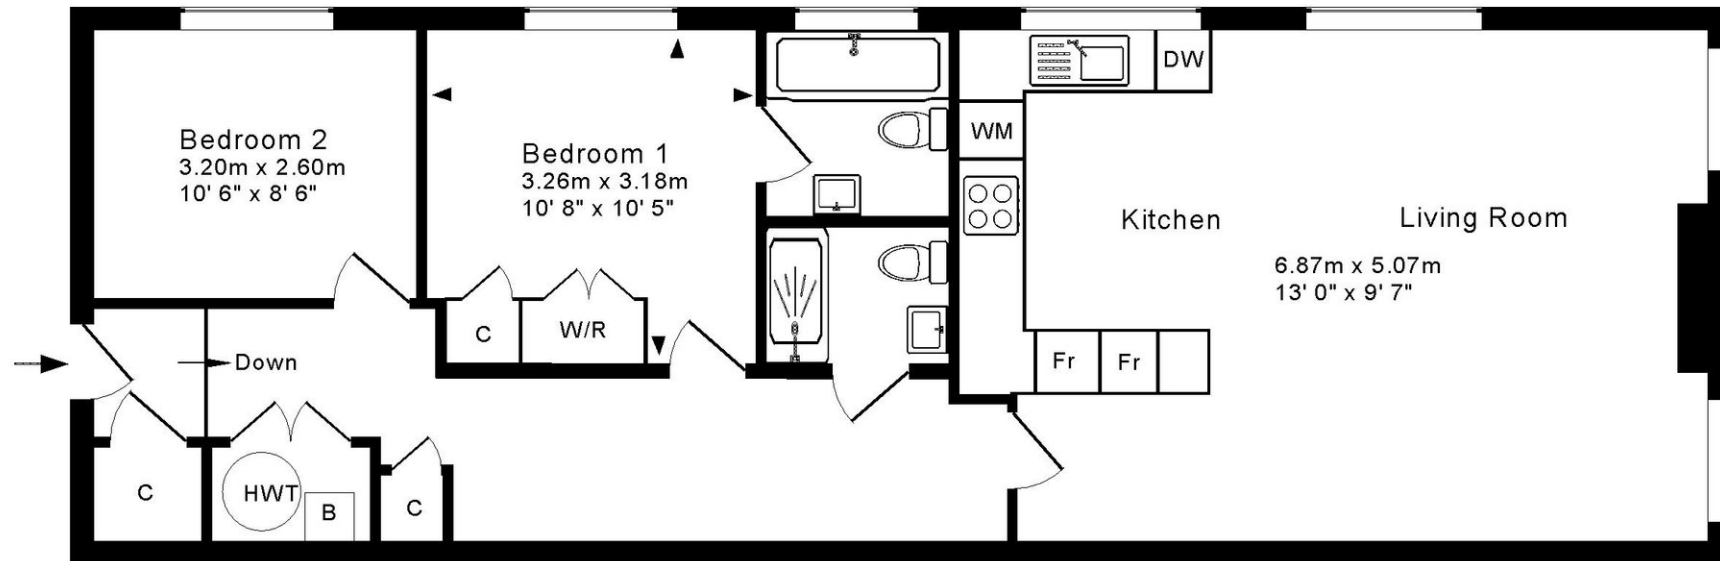 Bedroom 2
3.20m x 2.60m
10' 6" x 8' 6"
Bedroom 1
3.26m x 3.18m
10' 8" x 10' 5"
DW
WM
Kitchen
Living Room
6.87m x 5.07m
13' 0" x 9' 7"
C
W/R
Fr
Fr
Down
C
HWT
B
C